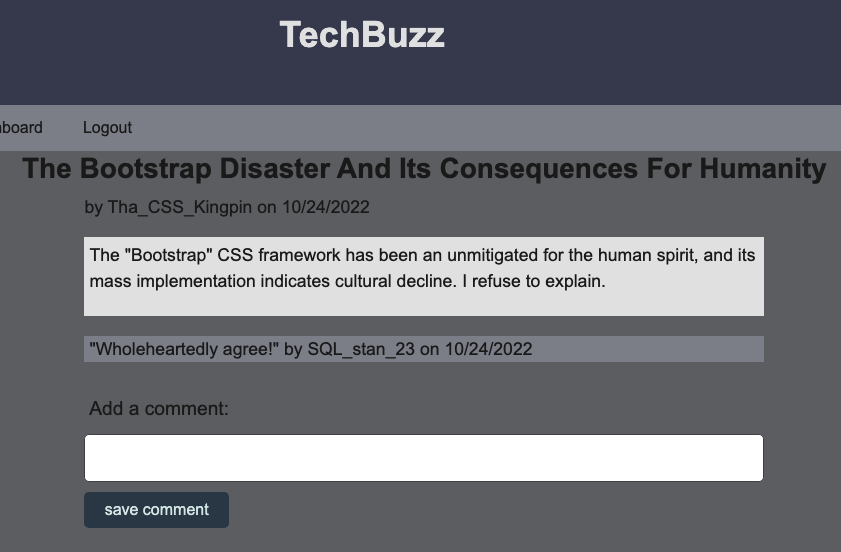 TechBuzz
board Logout
The Bootstrap Disaster And Its Consequences For Humanity
by Tha_CSS_Kingpin on 10/24/2022
The "Bootstrap" CSS framework has been an unmitigated for the human spirit, and its
mass implementation indicates cultural decline. I refuse to explain.
"Wholeheartedly agree!" by SQL_stan_23 on 10/24/2022
Add a comment:
save comment